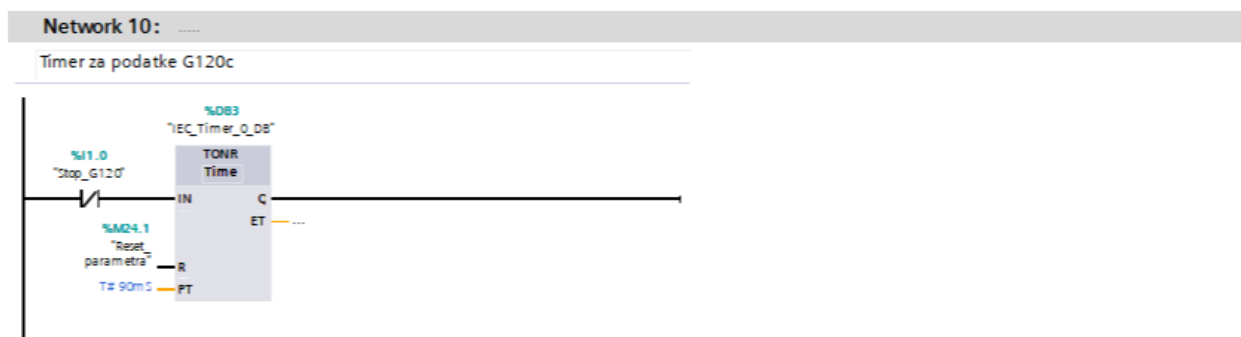 Network 10: .....
Timer za podatke G120c
%DB3
"IEC_Timer_0_DB"
%I1.0
"Stop_G120"
TONR
Time
IN
Q
ET
...
%M24.1
"Reset_
parametra"
R
T# 90mS
PT